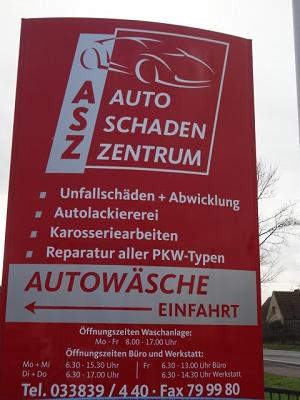 ASZ
AUTO
SCHADEN
ZENTRUM
Unfallschäden + Abwicklung
Autolackiererei
Karosseriearbeiten
Reparatur aller PKW-Typen
AUTOWÄSCHE
EINFAHRT
Öffnungszeiten Waschanlage:
Mo - Fr 8.00 - 17.00 Uhr
Öffnungszeiten Büro und Werkstatt:
Mo + Mi 6.30 - 15.30 Uhr Fr 6.30 - 13.00 Uhr Büro
Di + Do 6.30 - 17.00 Uhr Fr 6.30 - 14.30 Uhr Werkstatt
Tel. 033839 / 4 40 · Fax 79 99 80